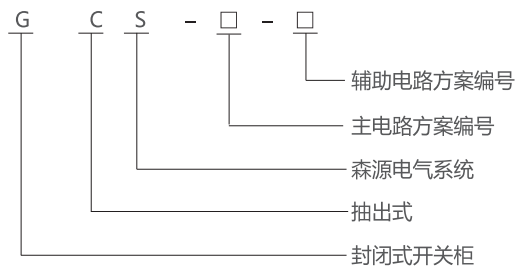 G C S - □ - □
辅助电路方案编号
主电路方案编号
森源电气系统
抽出式
封闭式开关柜